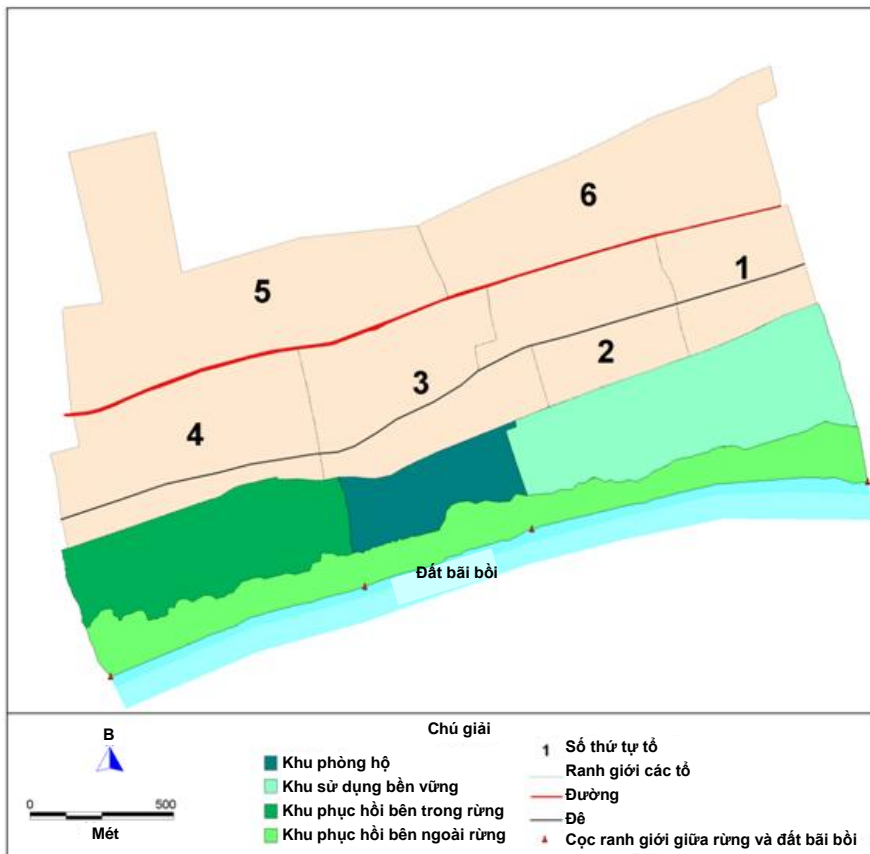 6
5
1
2
3
4
Đất bãi bồi
Chú giải
B
0 500
Mét
Khu phòng hộ
Khu sử dụng bền vững
Khu phục hồi bên trong rừng
Khu phục hồi bên ngoài rừng
1 Số thứ tự tổ
Ranh giới các tổ
Đường
Đê
Cọc ranh giới giữa rừng và đất bãi bồi